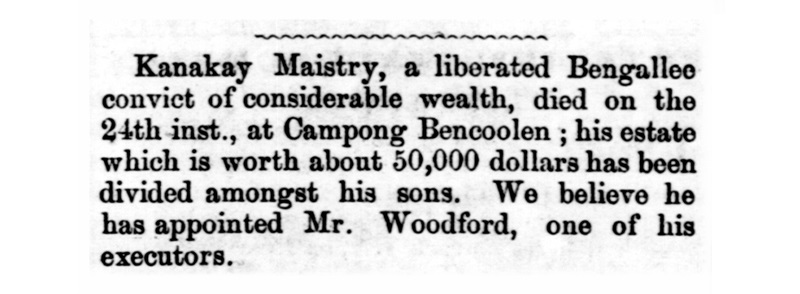 Kanakay Maistry, a liberated Bengallee
convict of considerable wealth, died on the
24th inst., at Campong Bencoolen ; his estate
which is worth about 50,000 dollars has been
divided amongst his sons. We believe he
has appointed Mr. Woodford, one of his
executors.